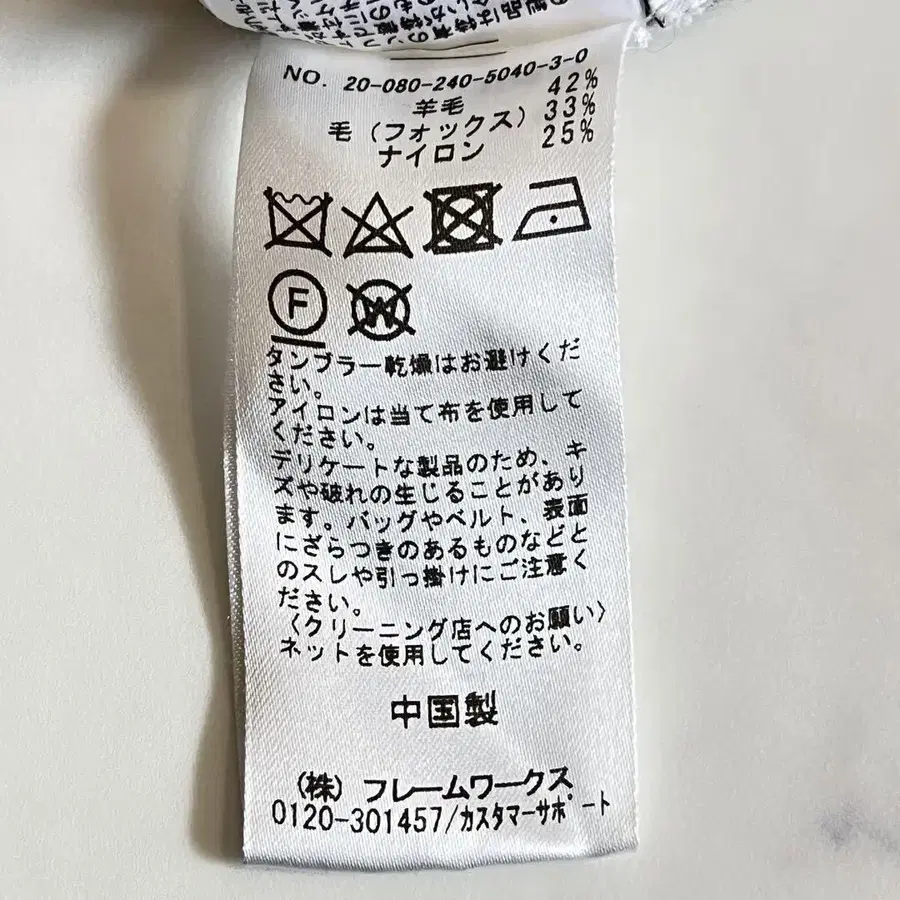 NO. 20-080-240-5040-3-0
羊毛 42%
毛(フォックス) 33%
ナイロン 25%
F
W
タンブラー乾燥はお避けくだ
さい。
アイロンは当て布を使用して
ください。
デリケートな製品のため、キ
ズや破れの生じることがあり
ます。バッグやベルト、表面
にざらつきのあるものなどと
のスレや引っ掛けにご注意く
ださい。
〈クリーニング店へのお願い〉
ネットを使用してください。
中国製
(株)フレームワークス
0120-301457/カスタマーサポート